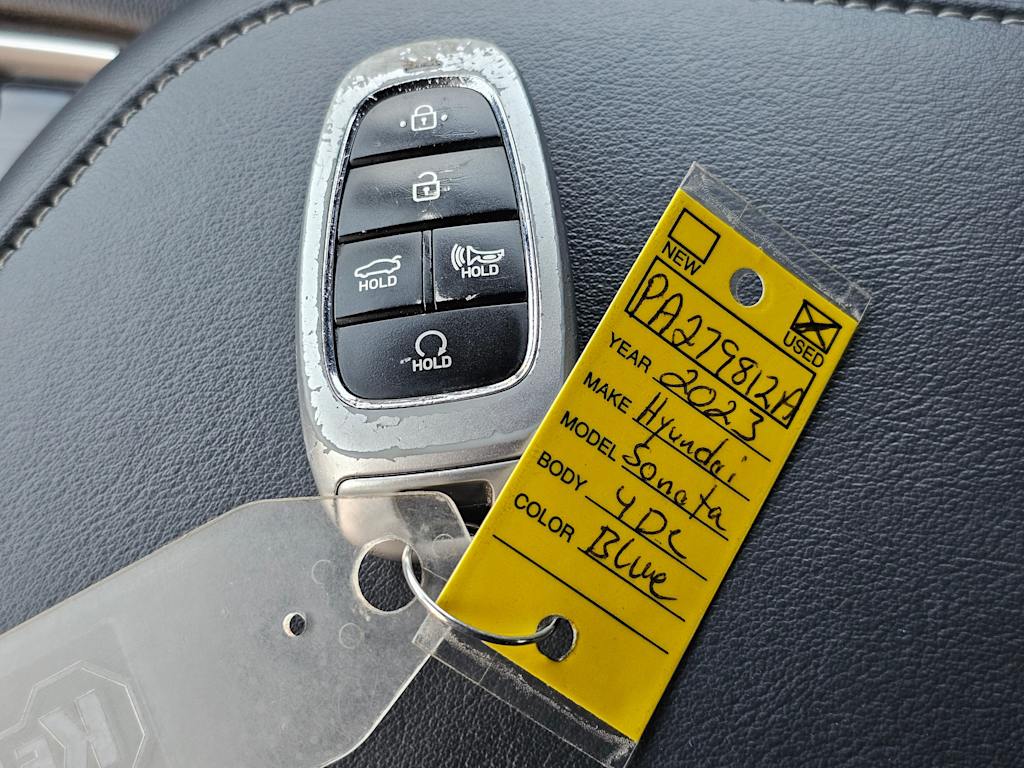 HOLD
HOLD
HOLD
NEW
USED
PA279812A
YEAR 2023
MAKE Hyundai
MODEL Sonata
BODY 4DC
COLOR Blue